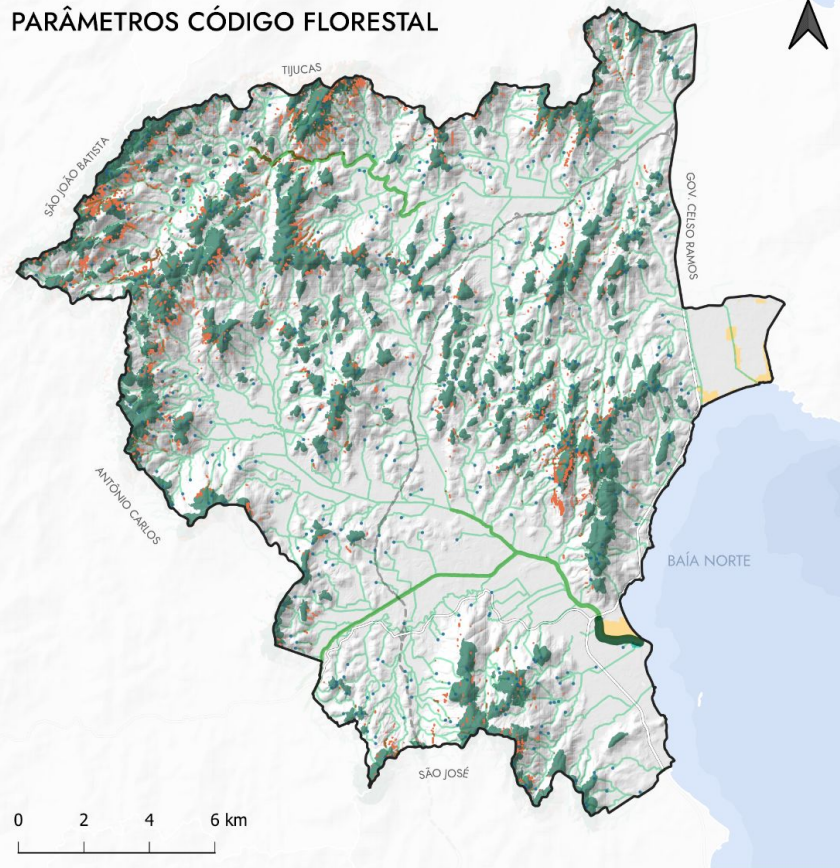 PARÂMETROS CÓDIGO FLORESTAL
TIJUCAS
SÃO JOÃO BATISTA
GOV. CELSO RAMOS
ANTÔNIO CARLOS
BAÍA NORTE
SÃO JOSÉ
0 2 4 6 km